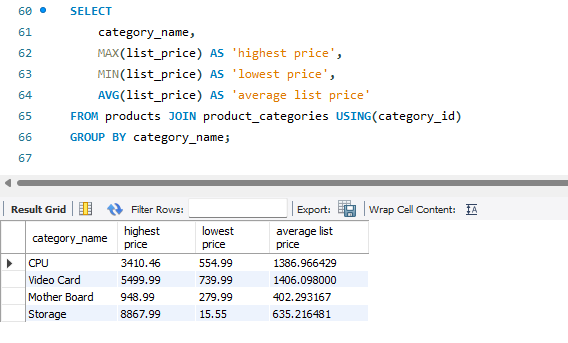 60 SELECT
61 category_name,
62 MAX(list_price) AS 'highest price',
63 MIN(list_price) AS 'lowest price',
64 AVG(list_price) AS 'average list price'
65 FROM products JOIN product_categories USING(category_id)
66 GROUP BY category_name;
67
Result Grid Filter Rows: Export: Wrap Cell Content: IA
category_name highest price lowest price average list price
CPU 3410.46 554.99 1386.966429
Video Card 5499.99 739.99 1406.098000
Mother Board 948.99 279.99 402.293167
Storage 8867.99 15.55 635.216481